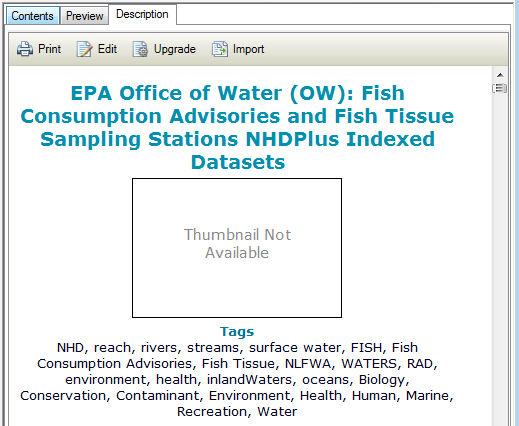 Contents Preview Description
Print Edit Upgrade Import
EPA Office of Water (OW): Fish
Consumption Advisories and Fish Tissue
Sampling Stations NHDPlus Indexed
Datasets
Thumbnail Not
Available
Tags
NHD, reach, rivers, streams, surface water, FISH, Fish
Consumption Advisories, Fish Tissue, NLFWA, WATERS, RAD,
environment, health, inlandWaters, oceans, Biology,
Conservation, Contaminant, Environment, Health, Human, Marine,
Recreation, Water